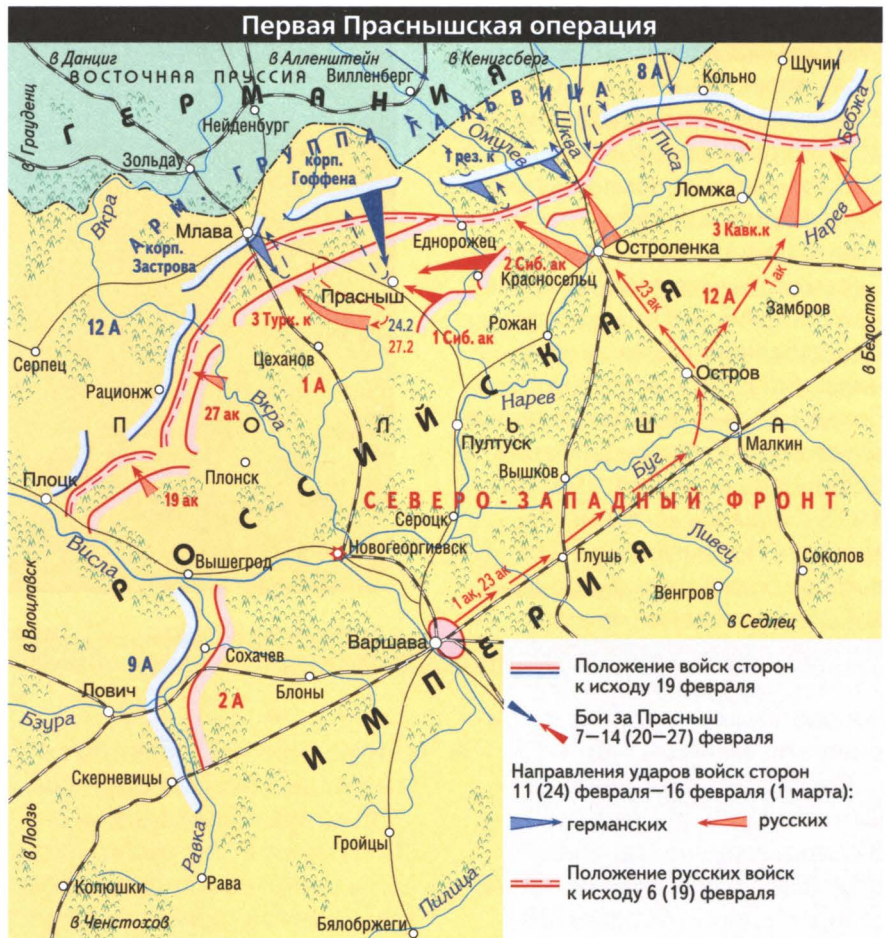 Первая Праснышская операция
в Данциг
в Алленштейн
в Кенигсберг
ВОСТОЧНАЯ ПРУССИЯ
Вилленберг
8 А
Кольно
Щучин
ГЕРМАНИЯ
в Грауденц
Нейденбург
АРМ. ГРУППА ГАЛЬВИЦА
Зольдау
корп.
Гоффена
Омулев
1 рез. к
Шква
Писа
Бебжа
Вкра
Млава
корп.
Застрова
Ломжа
Еднорожец
3 Кавк.к
Нарев
Остроленка
2 Сиб. ак
Красносельц
Прасныш
23 ак
12 А
1 ак
3 Турк. к
24.2
27.2
1 Сиб. ак
Рожан
Замбров
12 А
Серпец
Цеханов
1 А
Остров
в Белосток
Рационж
27 ак
Вкра
Нарев
ПОЛЬША
Пултуск
Малкин
Плоцк
Плонск
19 ак
Вышков
Буг
СЕВЕРО-ЗАПАДНЫЙ ФРОНТ
Сероцк
Новогеоргиевск
Висла
Вышегрод
Глушь
Ливец
Соколов
РОССИЙСКАЯ
ИМПЕРИЯ
в Влоцлавск
1 ак, 23 ак
Венгров
в Седлец
Варшава
9 А
Сохачев
2 А
Блоны
Лович
Бзура
Скерневицы
в Лодзь
Равка
Гройцы
Колюшки
Рава
Пилица
в Ченстохов
Бялобржеги
Положение войск сторон
к исходу 19 февраля
Бои за Прасныш
7—14 (20—27) февраля
Направления ударов войск сторон
11 (24) февраля—16 февраля (1 марта):
германских
русских
Положение русских войск
к исходу 6 (19) февраля